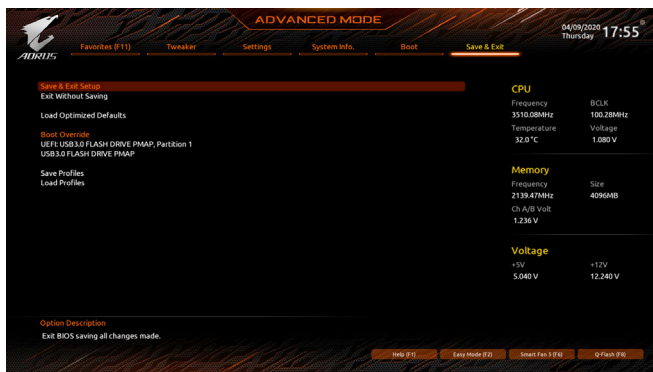 ADVANCED MODE
04/09/2020 Thursday 17:55
AORUS
Favorites (F11) Tweaker Settings System Info. Boot Save & Exit
Save & Exit Setup
Exit Without Saving
Load Optimized Defaults
Boot Override
UEFI: USB3.0 FLASH DRIVE PMAP, Partition 1
USB3.0 FLASH DRIVE PMAP
Save Profiles
Load Profiles
CPU
Frequency BCLK
3510.08MHz 100.28MHz
Temperature Voltage
32.0 °C 1.080 V
Memory
Frequency Size
2139.47MHz 4096MB
Ch A/B Volt
1.236 V
Voltage
+5V +12V
5.040 V 12.240 V
Option Description
Exit BIOS saving all changes made.
Help (F1) Easy Mode (F2) Smart Fan 5 (F6) Q-Flash (F8)